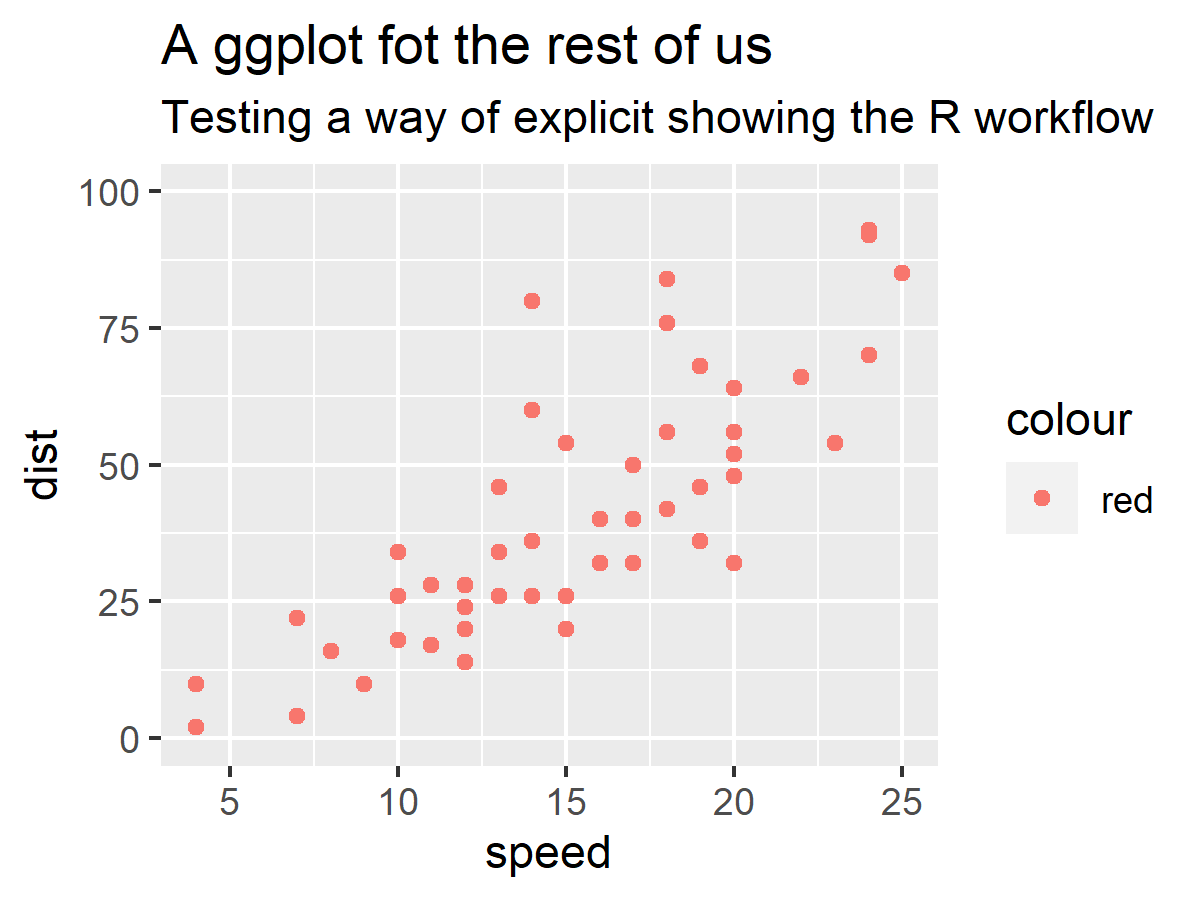 A ggplot fot the rest of us
Testing a way of explicit showing the R workflow
100
75
50
25
0
dist
5 10 15 20 25
speed
colour
red